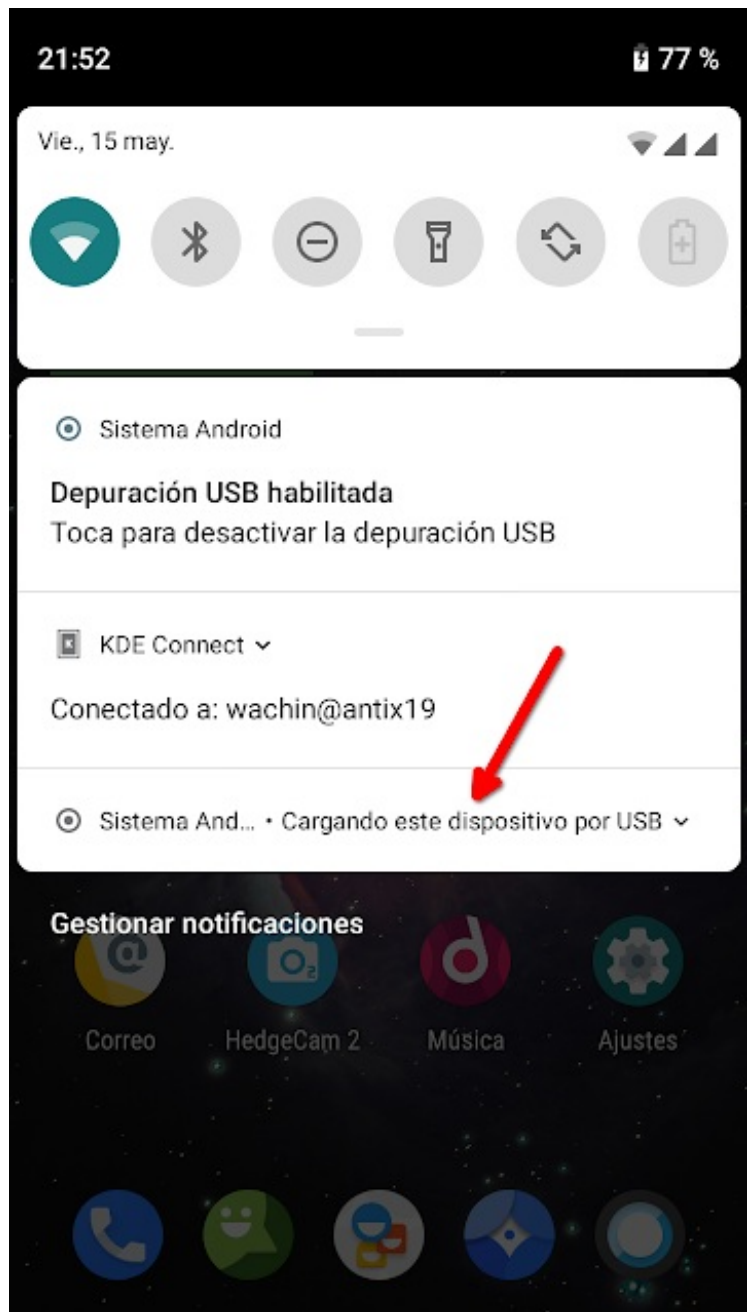 21:52
77 %
Vie., 15 may.
Sistema Android
Depuración USB habilitada
Toca para desactivar la depuración USB
KDE Connect
Conectado a: wachin@antix19
Sistema And... • Cargando este dispositivo por USB
Gestionar notificaciones
Correo
HedgeCam 2
Música
Ajustes